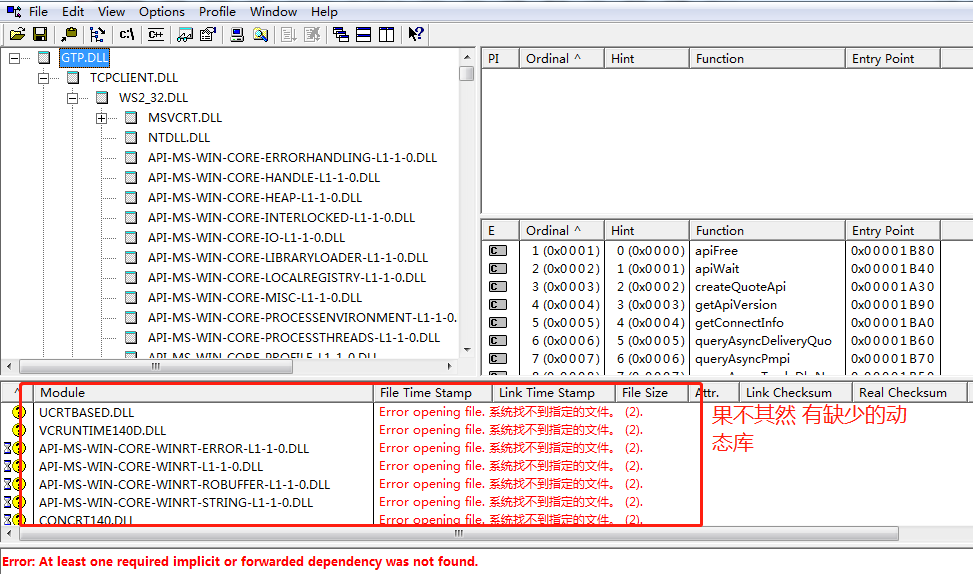 File Edit View Options Profile Window Help
c:\ C++
GTP.DLL
TCPCLIENT.DLL
WS2_32.DLL
MSVCRT.DLL
NTDLL.DLL
API-MS-WIN-CORE-ERRORHANDLING-L1-1-0.DLL
API-MS-WIN-CORE-HANDLE-L1-1-0.DLL
API-MS-WIN-CORE-HEAP-L1-1-0.DLL
API-MS-WIN-CORE-INTERLOCKED-L1-1-0.DLL
API-MS-WIN-CORE-IO-L1-1-0.DLL
API-MS-WIN-CORE-LIBRARYLOADER-L1-1-0.DLL
API-MS-WIN-CORE-LOCALREGISTRY-L1-1-0.DLL
API-MS-WIN-CORE-MISC-L1-1-0.DLL
API-MS-WIN-CORE-PROCESSENVIRONMENT-L1-1-0.
API-MS-WIN-CORE-PROCESSTHREADS-L1-1-0.DLL
API-MS-WIN-CORE-PROFILE-L1-1-0.DLL
PI Ordinal ^ Hint Function Entry Point
E Ordinal ^ Hint Function Entry Point
C 1 (0x0001) 0 (0x0000) apiFree 0x00001B80
C 2 (0x0002) 1 (0x0001) apiWait 0x00001B40
C 3 (0x0003) 2 (0x0002) createQuoteApi 0x00001A30
C 4 (0x0004) 3 (0x0003) getApiVersion 0x00001B90
C 5 (0x0005) 4 (0x0004) getConnectInfo 0x00001BA0
C 6 (0x0006) 5 (0x0005) queryAsyncDeliveryQuo 0x00001B60
C 7 (0x0007) 6 (0x0006) queryAsyncPmpi 0x00001B70
^ Module File Time Stamp Link Time Stamp File Size Attr. Link Checksum Real Checksum
UCRTBASED.DLL Error opening file. 系统找不到指定的文件。 (2).
VCRUNTIME140D.DLL Error opening file. 系统找不到指定的文件。 (2).
API-MS-WIN-CORE-WINRT-ERROR-L1-1-0.DLL Error opening file. 系统找不到指定的文件。 (2).
API-MS-WIN-CORE-WINRT-L1-1-0.DLL Error opening file. 系统找不到指定的文件。 (2).
API-MS-WIN-CORE-WINRT-ROBUFFER-L1-1-0.DLL Error opening file. 系统找不到指定的文件。 (2).
API-MS-WIN-CORE-WINRT-STRING-L1-1-0.DLL Error opening file. 系统找不到指定的文件。 (2).
CONCRT140.DLL Error opening file. 系统找不到指定的文件。 (2).
果不其然 有缺少的动
态库
Error: At least one required implicit or forwarded dependency was not found.